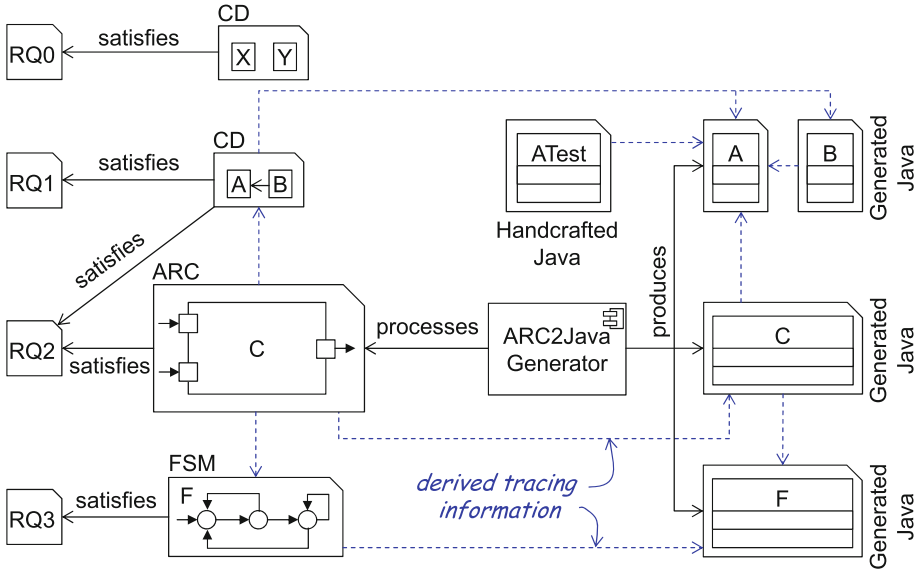 CD
RQ0
satisfies
X
Y
CD
RQ1
satisfies
A
B
satisfies
ATest
Handcrafted
Java
A
B
Generated
Java
ARC
RQ2
satisfies
C
processes
ARC2Java
Generator
produces
C
Generated
Java
FSM
RQ3
satisfies
F
derived tracing
information
F
Generated
Java